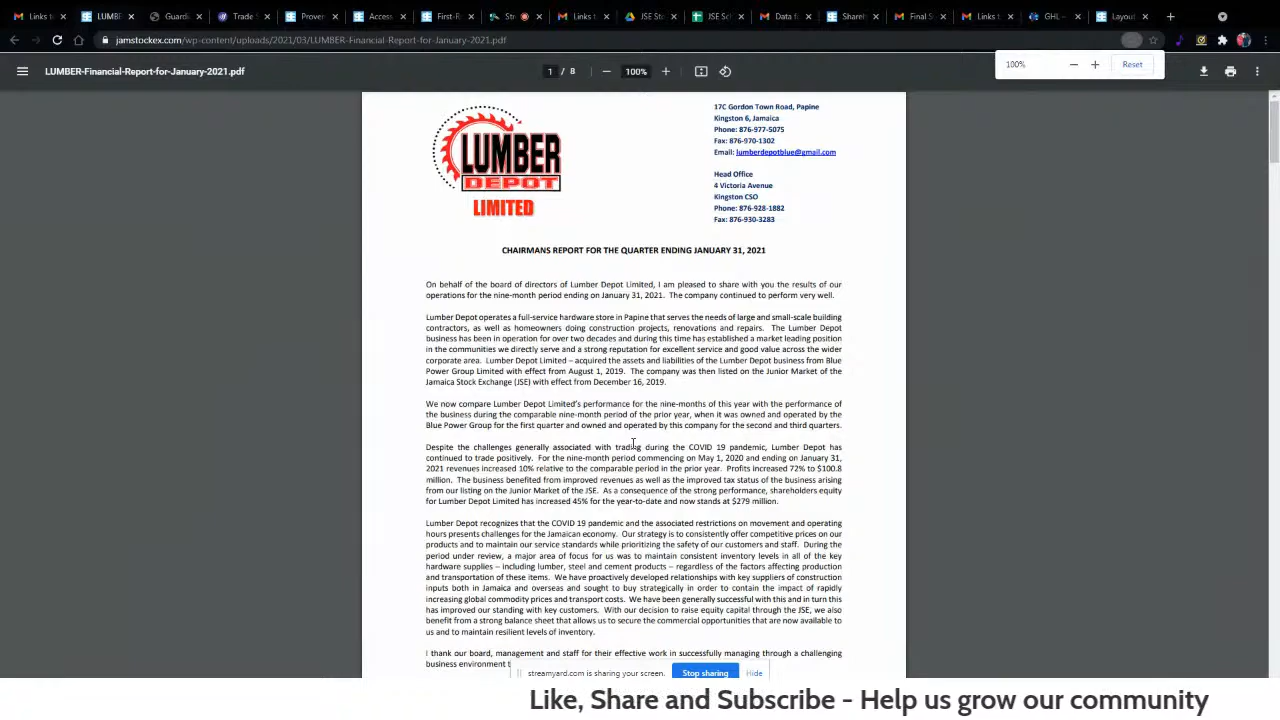 Links to
LUMBE
Guardi
Trade
Proven
Access
First-R
Str
Links to
JSE Sto
JSE Sch
Data fo
Shareh
Final S
Links t
GHL –
Layout
jamstockex.com/wp-content/uploads/2021/03/LUMBER-Financial-Report-for-January-2021.pdf
LUMBER-Financial-Report-for-January-2021.pdf
1 / 8
100%
100%
Reset
LUMBER
DEPOT
LIMITED
17C Gordon Town Road, Papine
Kingston 6, Jamaica
Phone: 876-977-5075
Fax: 876-970-1302
Email: lumberdepotblue@gmail.com
Head Office
4 Victoria Avenue
Kingston CSO
Phone: 876-928-1882
Fax: 876-930-3283
CHAIRMANS REPORT FOR THE QUARTER ENDING JANUARY 31, 2021
On behalf of the board of directors of Lumber Depot Limited, I am pleased to share with you the results of our
operations for the nine-month period ending on January 31, 2021. The company continued to perform very well.
Lumber Depot operates a full-service hardware store in Papine that serves the needs of large and small-scale building
contractors, as well as homeowners doing construction projects, renovations and repairs. The Lumber Depot
business has been in operation for over two decades and during this time has established a market leading position
in the communities we directly serve and a strong reputation for excellent service and good value across the wider
corporate area. Lumber Depot Limited – acquired the assets and liabilities of the Lumber Depot business from Blue
Power Group Limited with effect from August 1, 2019. The company was then listed on the Junior Market of the
Jamaica Stock Exchange (JSE) with effect from December 16, 2019.
We now compare Lumber Depot Limited's performance for the nine-months of this year with the performance of
the business during the comparable nine-month period of the prior year, when it was owned and operated by the
Blue Power Group for the first quarter and owned and operated by this company for the second and third quarters.
Despite the challenges generally associated with trading during the COVID 19 pandemic, Lumber Depot has
continued to trade positively. For the nine-month period commencing on May 1, 2020 and ending on January 31,
2021 revenues increased 10% relative to the comparable period in the prior year. Profits increased 72% to $100.8
million. The business benefited from improved revenues as well as the improved tax status of the business arising
from our listing on the Junior Market of the JSE. As a consequence of the strong performance, shareholders equity
for Lumber Depot Limited has increased 45% for the year-to-date and now stands at $279 million.
Lumber Depot recognizes that the COVID 19 pandemic and the associated restrictions on movement and operating
hours presents challenges for the Jamaican economy. Our strategy is to consistently offer competitive prices on our
products and to maintain our service standards while prioritizing the safety of our customers and staff. During the
period under review, a major area of focus for us was to maintain consistent inventory levels in all of the key
hardware supplies – including lumber, steel and cement products – regardless of the factors affecting production
and transportation of these items. We have proactively developed relationships with key suppliers of construction
inputs both in Jamaica and overseas and sought to buy strategically in order to contain the impact of rapidly
increasing global commodity prices and transport costs. We have been generally successful with this and in turn this
has improved our standing with key customers. With our decision to raise equity capital through the JSE, we also
benefit from a strong balance sheet that allows us to secure the commercial opportunities that are now available to
us and to maintain resilient levels of inventory.
I thank our board, management and staff for their effective work in successfully managing through a challenging
business environment t
streamyard.com is sharing your screen.
Stop sharing
Hide
Like, Share and Subscribe - Help us grow our community